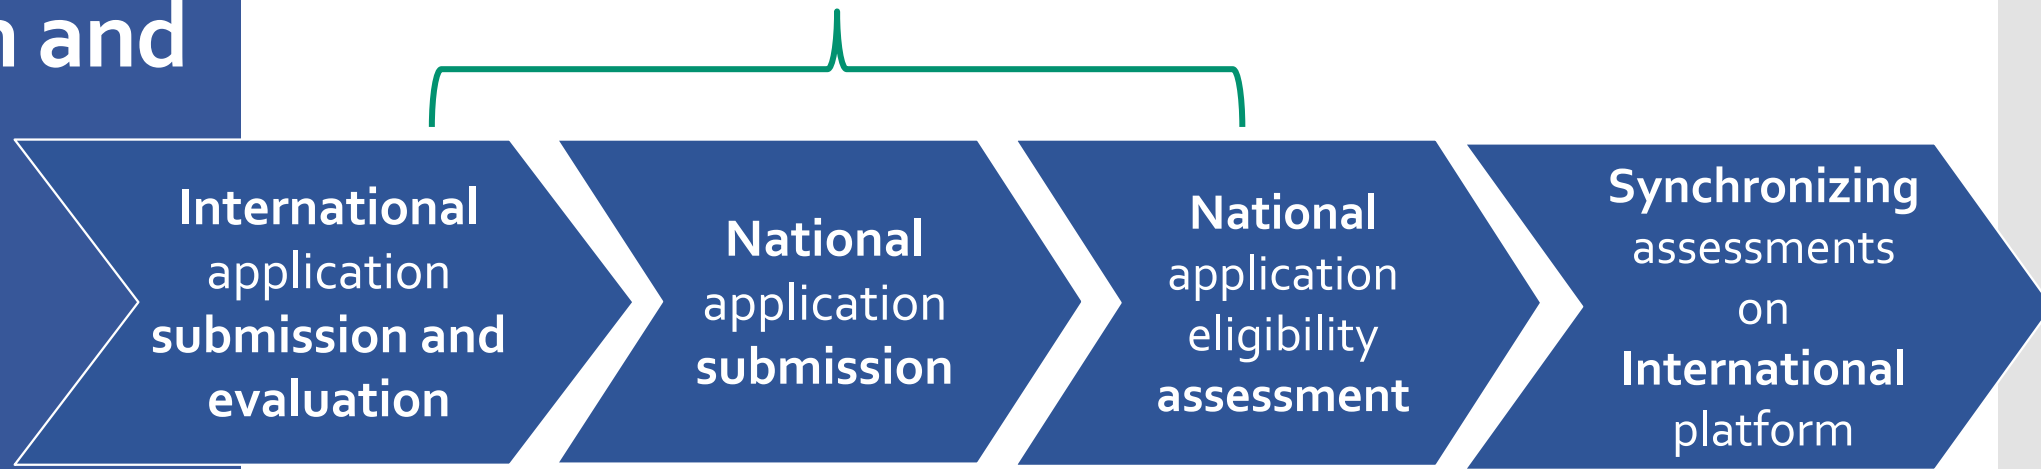 and
International
application
submission and
evaluation
National
application
submission
National
application
eligibility
assessment
Synchronizing
assessments
on
International
platform